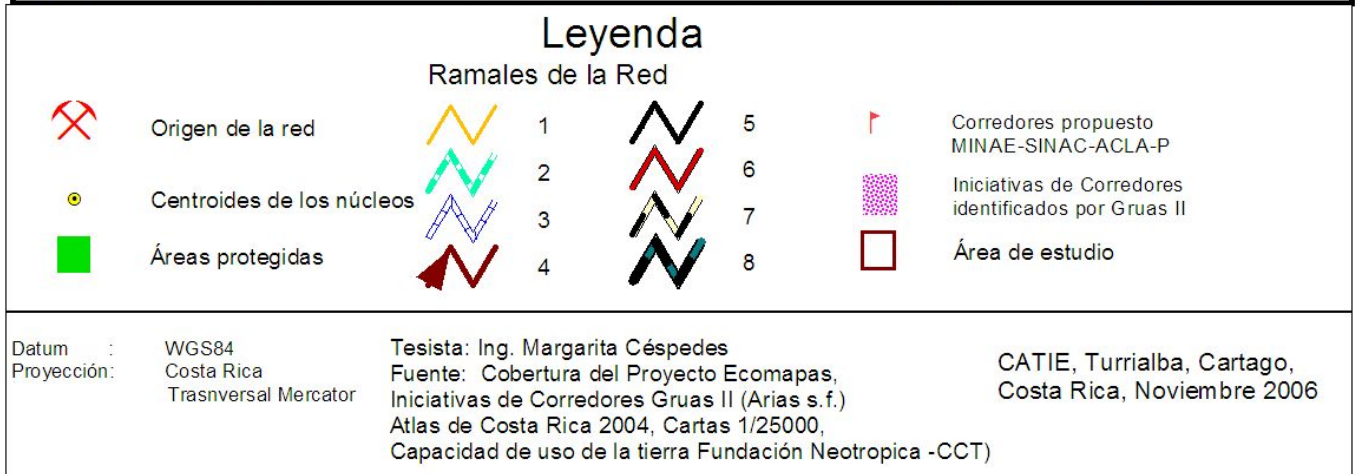 Leyenda
Ramales de la Red
Origen de la red
Centroides de los núcleos
Áreas protegidas
1
2
3
4
5
6
7
8
Corredores propuesto
MINAE-SINAC-ACLA-P
Iniciativas de Corredores
identificados por Gruas II
Área de estudio
Datum : WGS84
Proyección: Costa Rica
Trasnversal Mercator
Tesista: Ing. Margarita Céspedes
Fuente: Cobertura del Proyecto Ecomapas,
Iniciativas de Corredores Gruas II (Arias s.f.)
Atlas de Costa Rica 2004, Cartas 1/25000,
Capacidad de uso de la tierra Fundación Neotropica -CCT)
CATIE, Turrialba, Cartago,
Costa Rica, Noviembre 2006